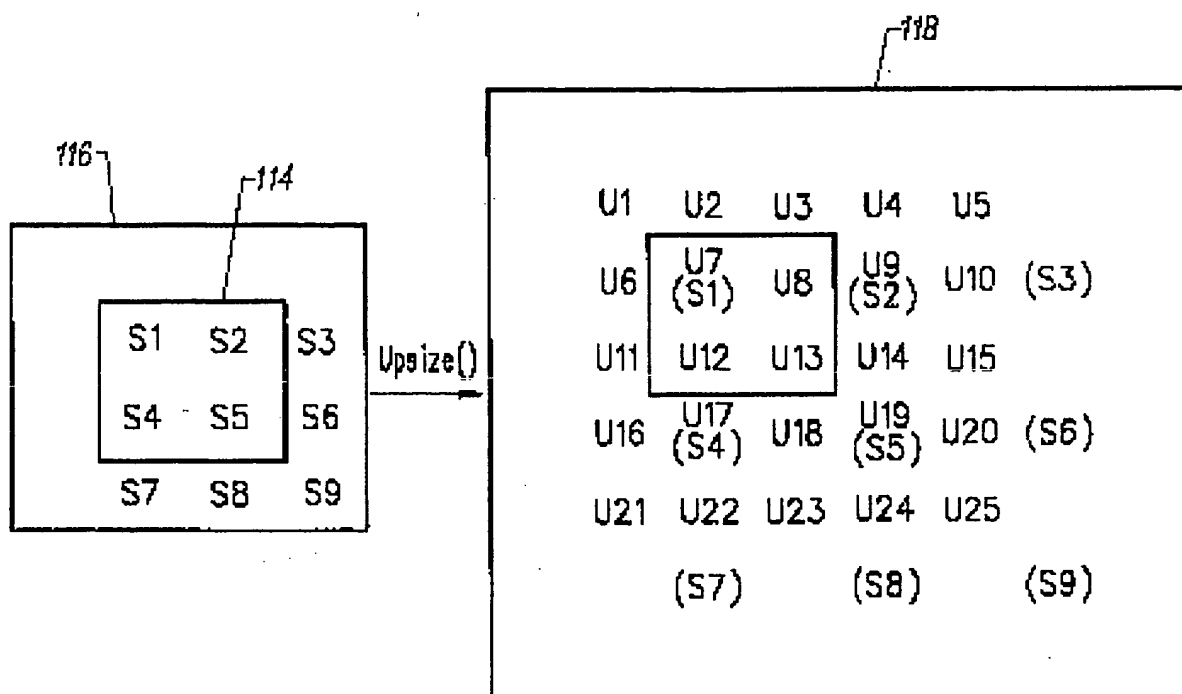 118
116
114
S1 S2 S3
S4 S5 S6
S7 S8 S9
Upsize()
U1 U2 U3 U4 U5
U6 U7 U8 U9 U10 (S3)
(S1) (S2)
U11 U12 U13 U14 U15
U16 U17 U18 U19 U20 (S6)
(S4) (S5)
U21 U22 U23 U24 U25
(S7) (S8) (S9)